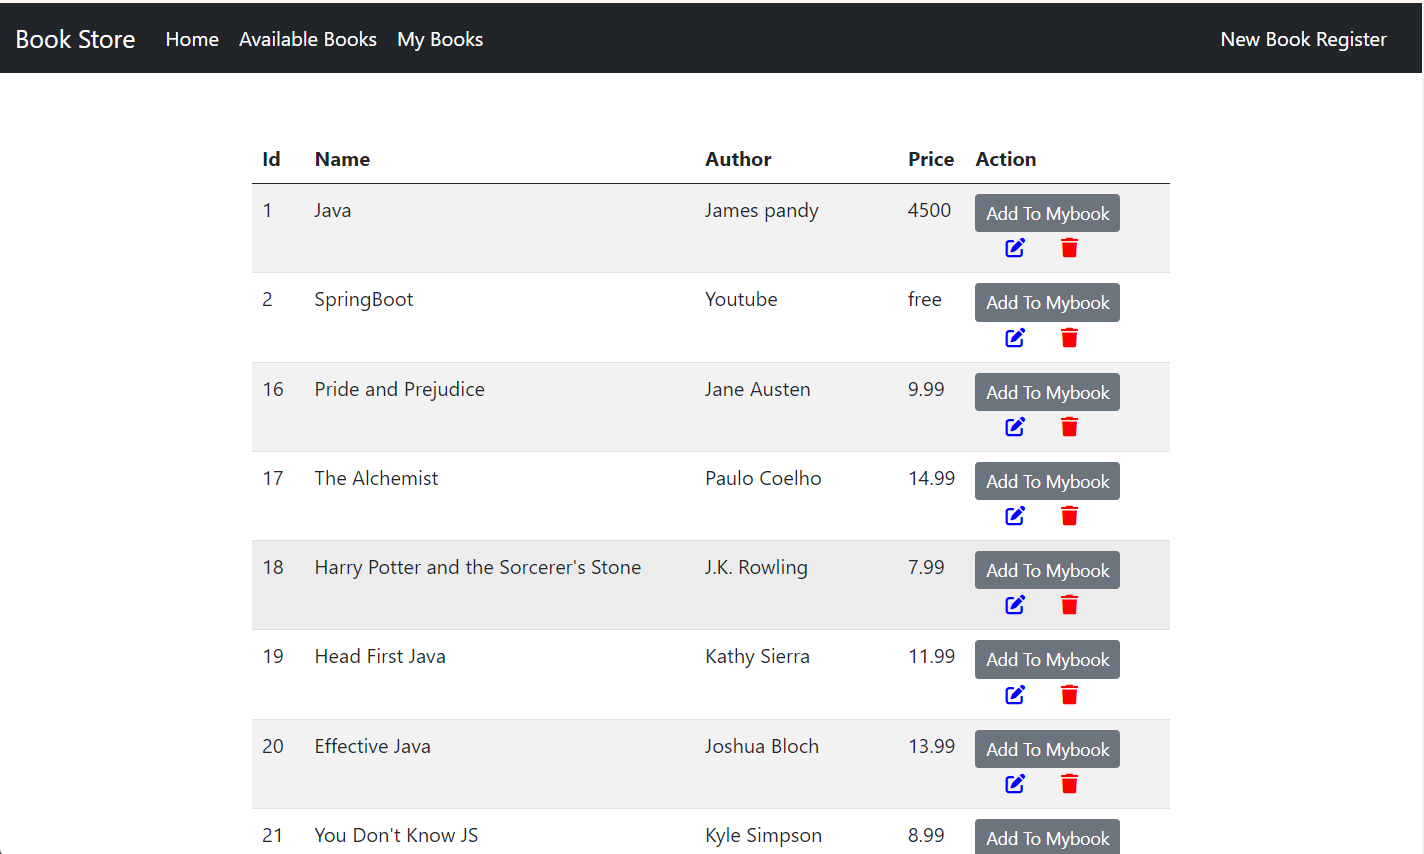 Book Store Home Available Books My Books New Book Register
Id Name Author Price Action
1 Java James pandy 4500 Add To Mybook
2 SpringBoot Youtube free Add To Mybook
16 Pride and Prejudice Jane Austen 9.99 Add To Mybook
17 The Alchemist Paulo Coelho 14.99 Add To Mybook
18 Harry Potter and the Sorcerer's Stone J.K. Rowling 7.99 Add To Mybook
19 Head First Java Kathy Sierra 11.99 Add To Mybook
20 Effective Java Joshua Bloch 13.99 Add To Mybook
21 You Don't Know JS Kyle Simpson 8.99 Add To Mybook